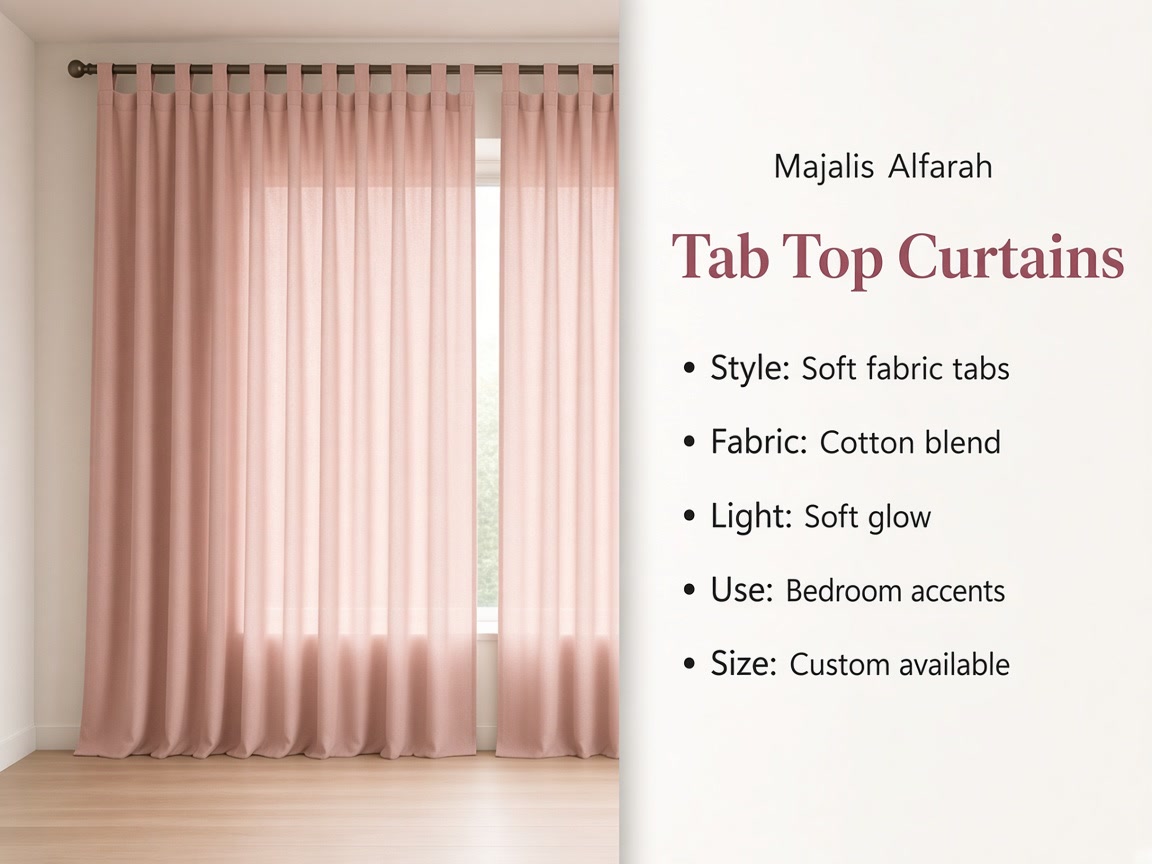 Majalis Alfarah
Tab Top Curtains
• Style: Soft fabric tabs
• Fabric: Cotton blend
• Light: Soft glow
• Use: Bedroom accents
• Size: Custom available